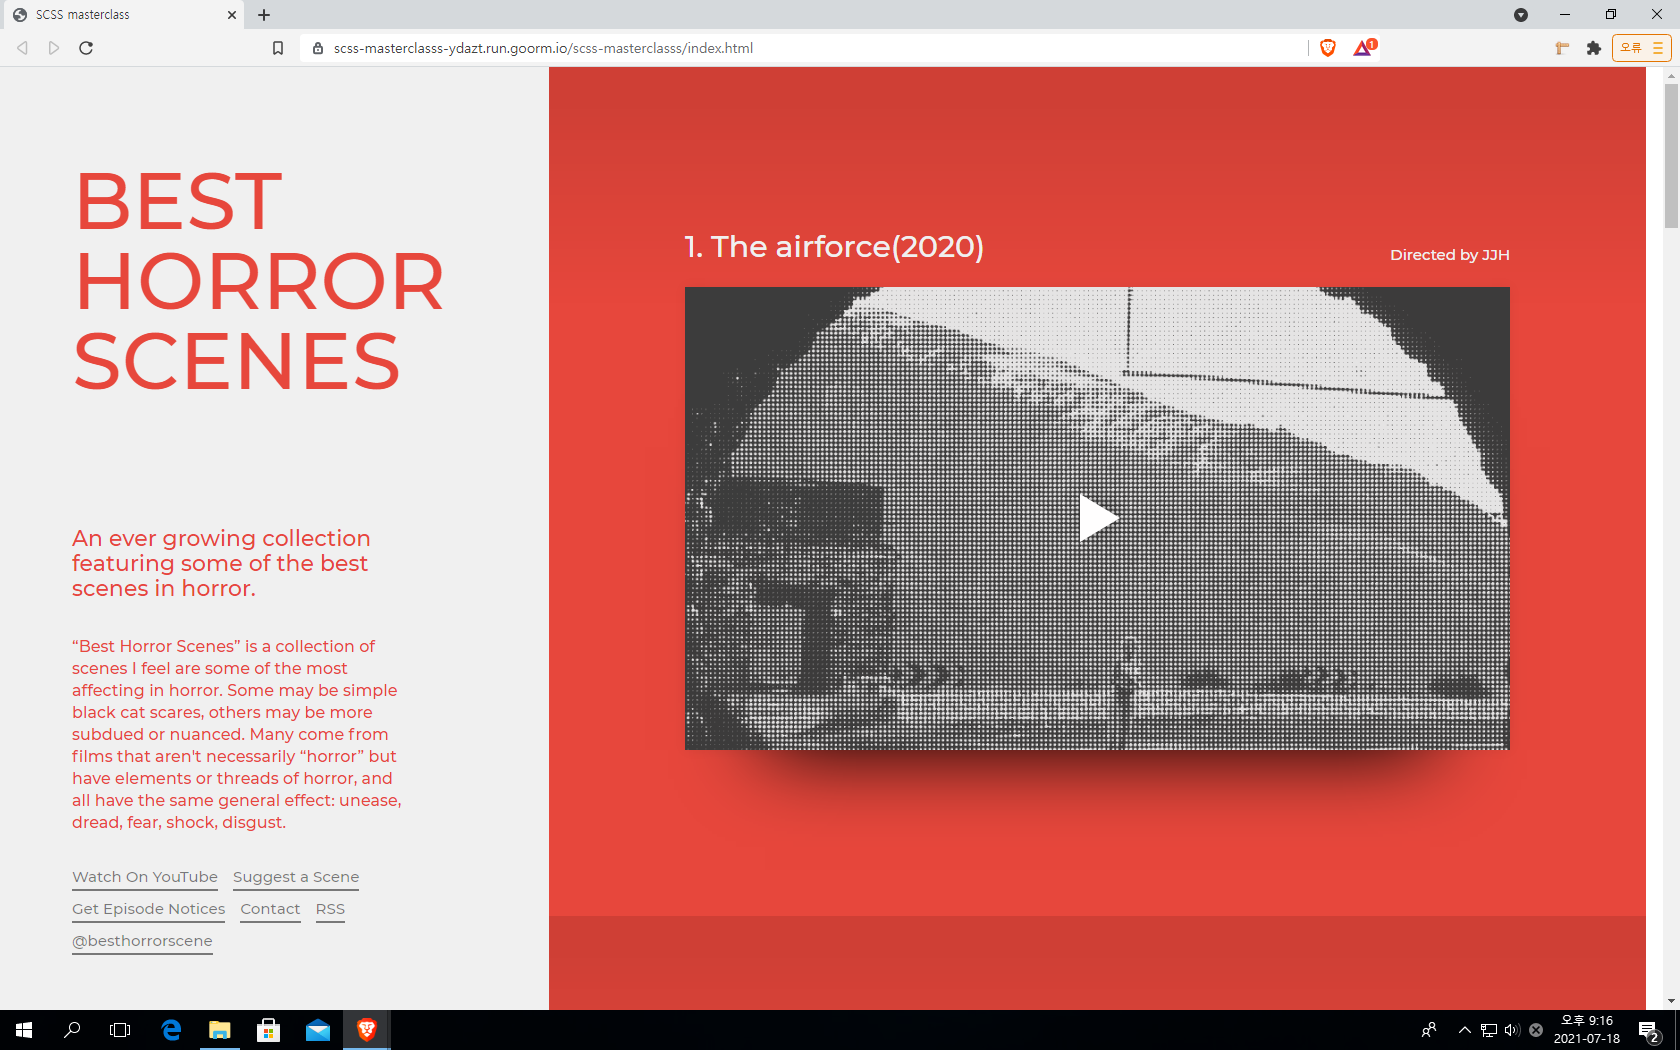 SCSS masterclass
scss-masterclasss-ydazt.run.goorm.io/scss-masterclasss/index.html
1
오류
BEST
HORROR
SCENES
An ever growing collection
featuring some of the best
scenes in horror.
“Best Horror Scenes” is a collection of
scenes I feel are some of the most
affecting in horror. Some may be simple
black cat scares, others may be more
subdued or nuanced. Many come from
films that aren't necessarily “horror” but
have elements or threads of horror, and
all have the same general effect: unease,
dread, fear, shock, disgust.
Watch On YouTube Suggest a Scene
Get Episode Notices Contact RSS
@besthorrorscene
1. The airforce(2020)
Directed by JJH
오후 9:16
2021-07-18
2